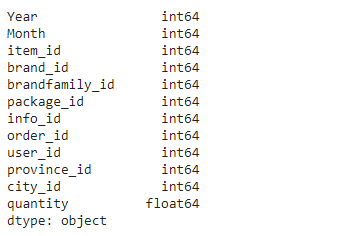 Year int64
Month int64
item_id int64
brand_id int64
brandfamily_id int64
package_id int64
info_id int64
order_id int64
user_id int64
province_id int64
city_id int64
quantity float64
dtype: object